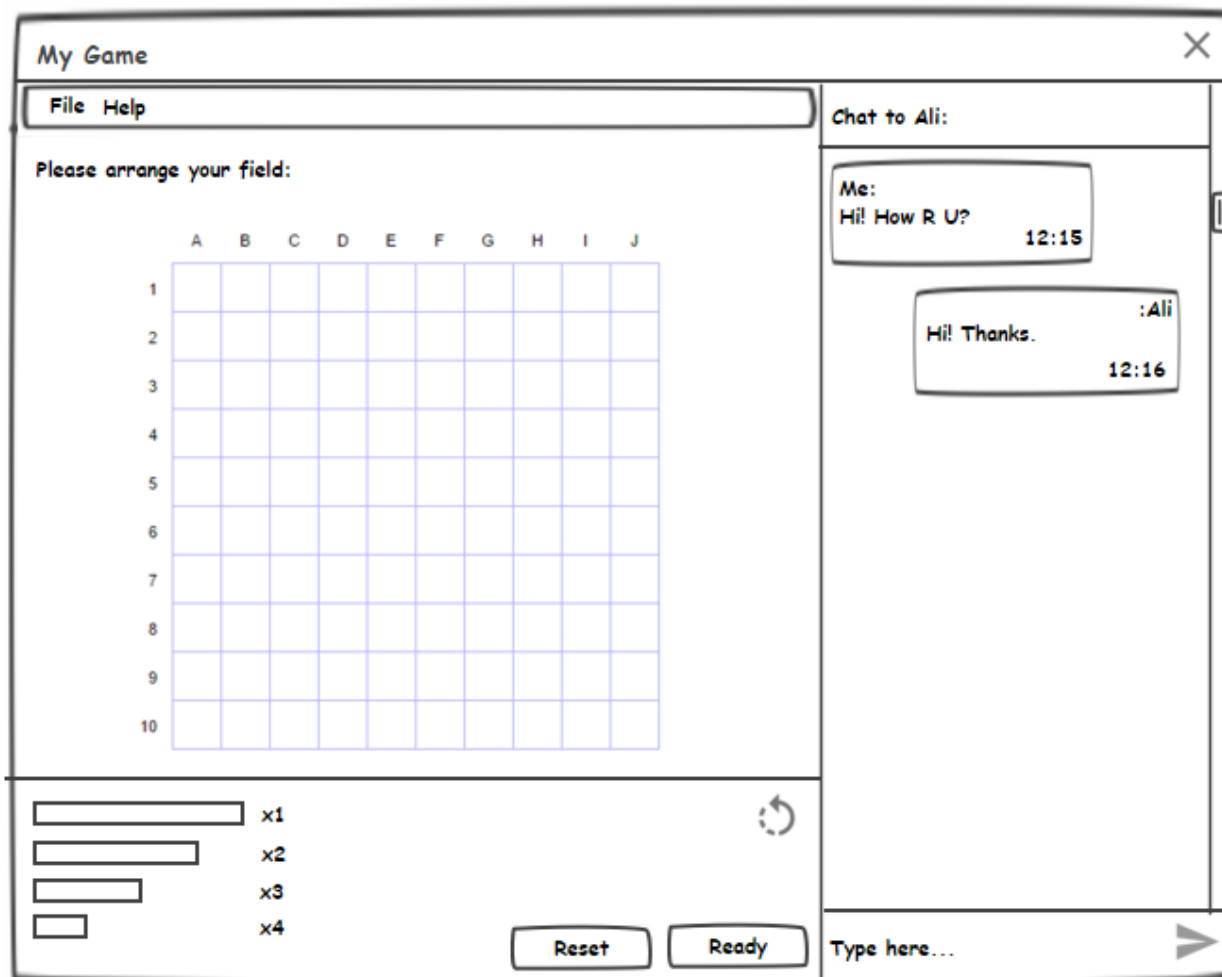 My Game
File Help
Please arrange your field:
A B C D E F G H I J
1
2
3
4
5
6
7
8
9
10
x1
x2
x3
x4
Reset Ready
Chat to Ali:
Me:
Hi! How R U?
12:15
:Ali
Hi! Thanks.
12:16
Type here...